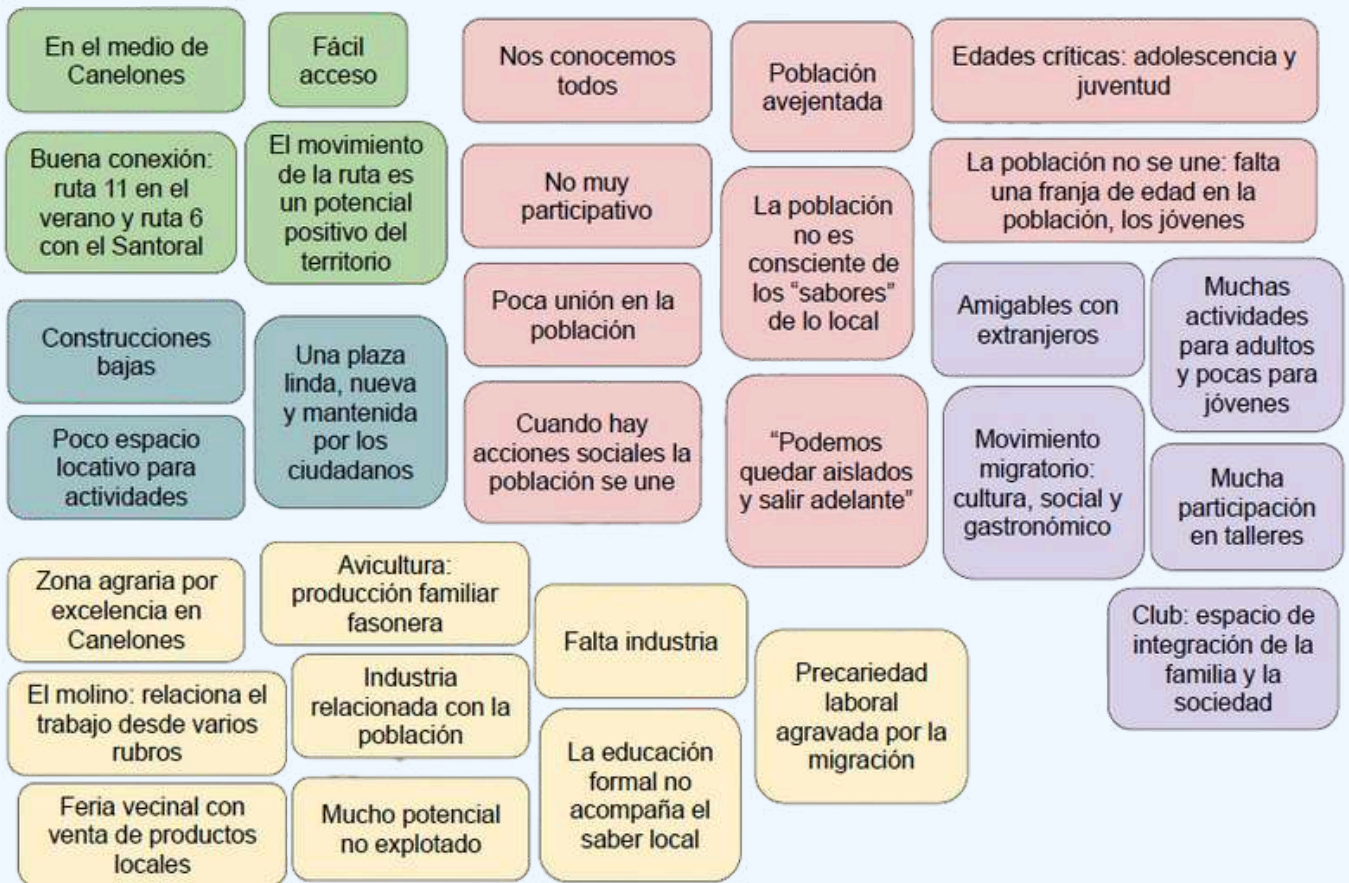 En el medio de
Canelones
Fácil
acceso
Buena conexión:
ruta 11 en el
verano y ruta 6
con el Santoral
El movimiento
de la ruta es
un potencial
positivo del
territorio
Construcciones
bajas
Una plaza
linda, nueva
y mantenida
por los
ciudadanos
Poco espacio
locativo para
actividades
Nos conocemos
todos
Población
avejentada
Edades críticas: adolescencia y
juventud
No muy
participativo
La población
no es
consciente de
los “sabores”
de lo local
La población no se une: falta
una franja de edad en la
población, los jóvenes
Poca unión en la
población
Cuando hay
acciones sociales la
población se une
“Podemos
quedar aislados
y salir adelante”
Amigables con
extranjeros
Muchas
actividades
para adultos
y pocas para
jóvenes
Movimiento
migratorio:
cultura, social y
gastronómico
Mucha
participación
en talleres
Club: espacio de
integración de la
familia y la
sociedad
Zona agraria por
excelencia en
Canelones
Avicultura:
producción familiar
fasonera
Falta industria
Precariedad
laboral
agravada por la
migración
El molino: relaciona el
trabajo desde varios
rubros
Industria
relacionada con la
población
La educación
formal no
acompaña el
saber local
Feria vecinal con
venta de productos
locales
Mucho potencial
no explotado